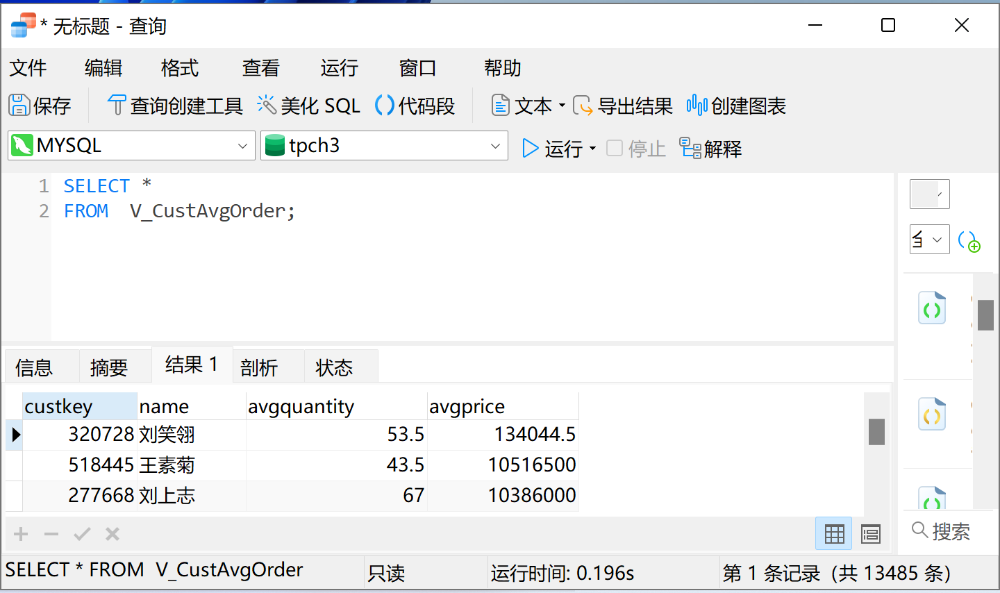 * 无标题 - 查询
文件 编辑 格式 查看 运行 窗口 帮助
保存 查询创建工具 美化 SQL 代码段 文本 导出结果 创建图表
MYSQL tpch3 运行 停止 解释
1 SELECT *
2 FROM  V_CustAvgOrder;
信息 摘要 结果 1 剖析 状态
custkey name avgquantity avgprice
320728 刘笑翎 53.5 134044.5
518445 王素菊 43.5 10516500
277668 刘上志 67 10386000
搜索
SELECT * FROM  V_CustAvgOrder 只读 运行时间: 0.196s 第 1 条记录（共 13485 条）